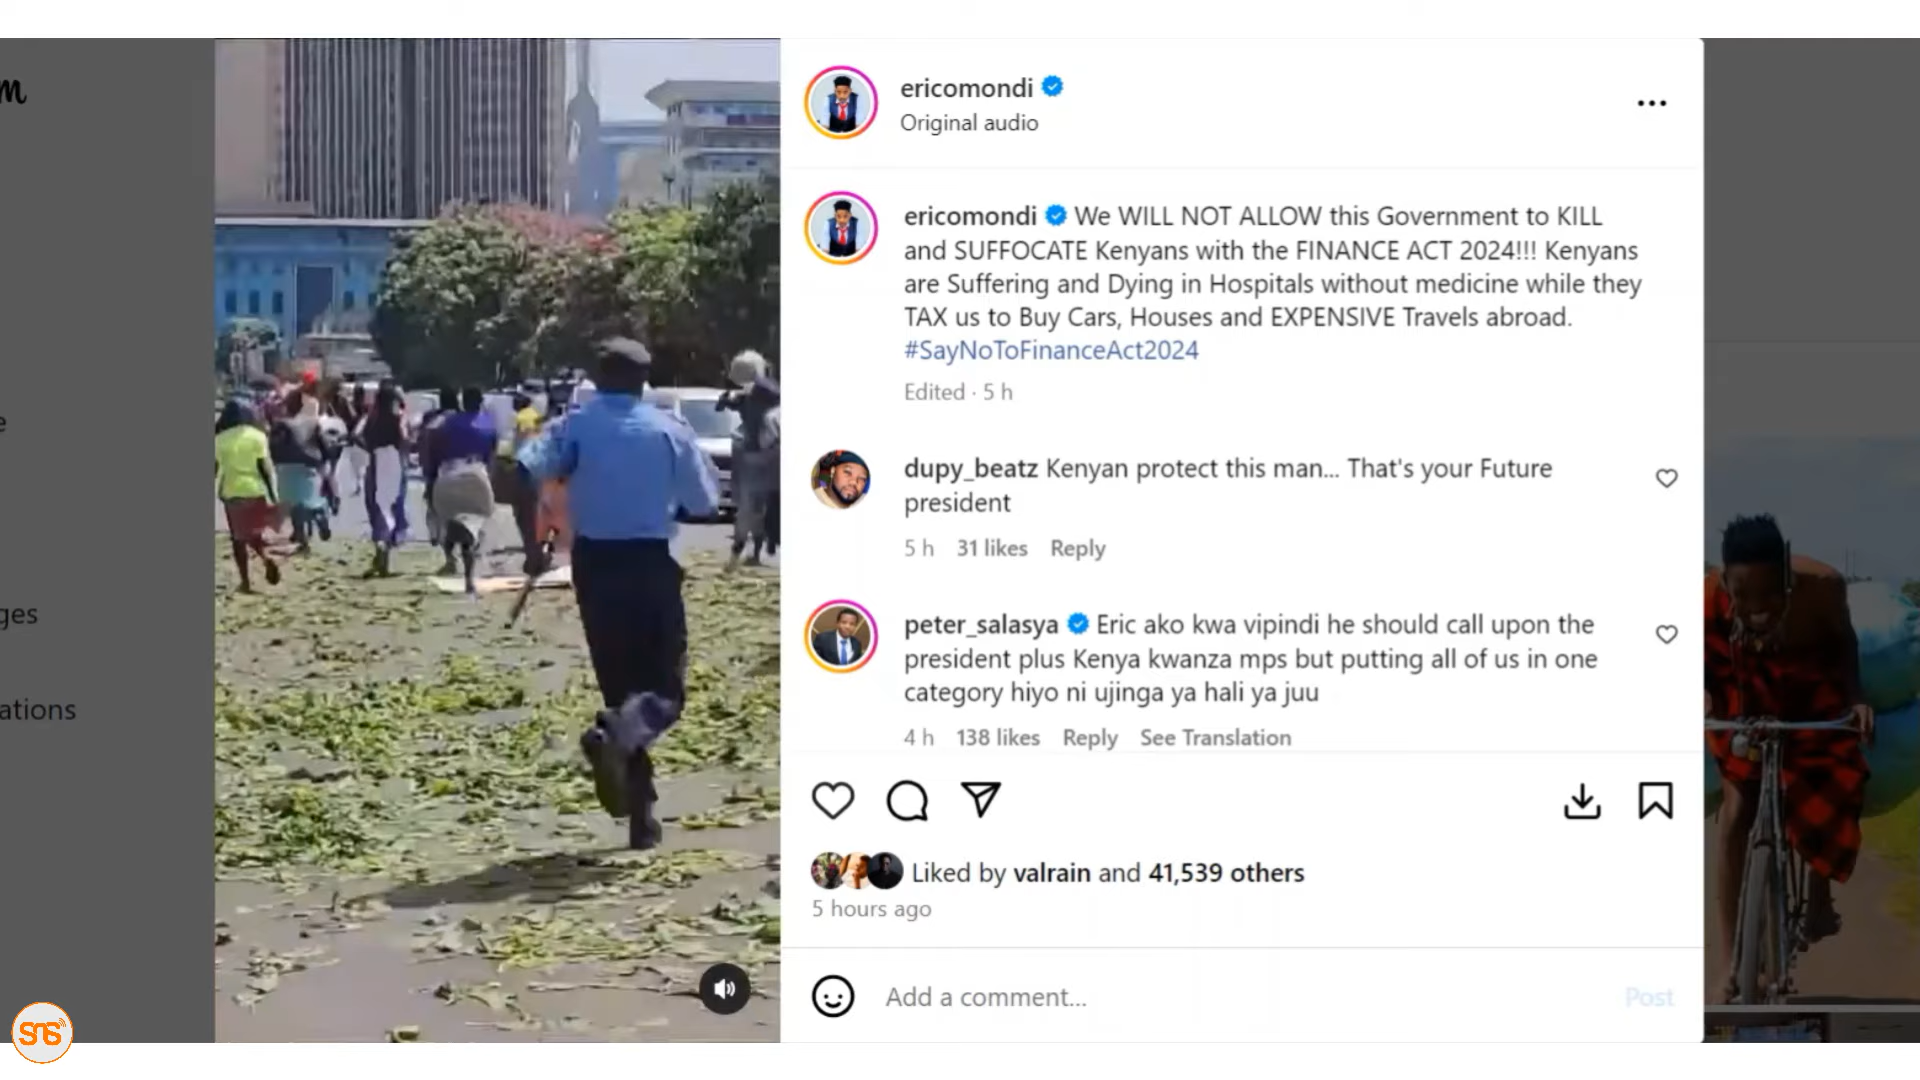 m
ericomondi
Original audio
ericomondi We WILL NOT ALLOW this Government to KILL
and SUFFOCATE Kenyans with the FINANCE ACT 2024!!! Kenyans
are Suffering and Dying in Hospitals without medicine while they
TAX us to Buy Cars, Houses and EXPENSIVE Travels abroad.
#SayNoToFinanceAct2024
Edited · 5 h
e
dupy_beatz Kenyan protect this man... That's your Future
president
5 h 31 likes Reply
ges
peter_salasya Eric ako kwa vipindi he should call upon the
president plus Kenya kwanza mps but putting all of us in one
category hiyo ni ujinga ya hali ya juu
ations
4 h 138 likes Reply See Translation
Liked by valrain and 41,539 others
5 hours ago
Add a comment...
Post
SNS